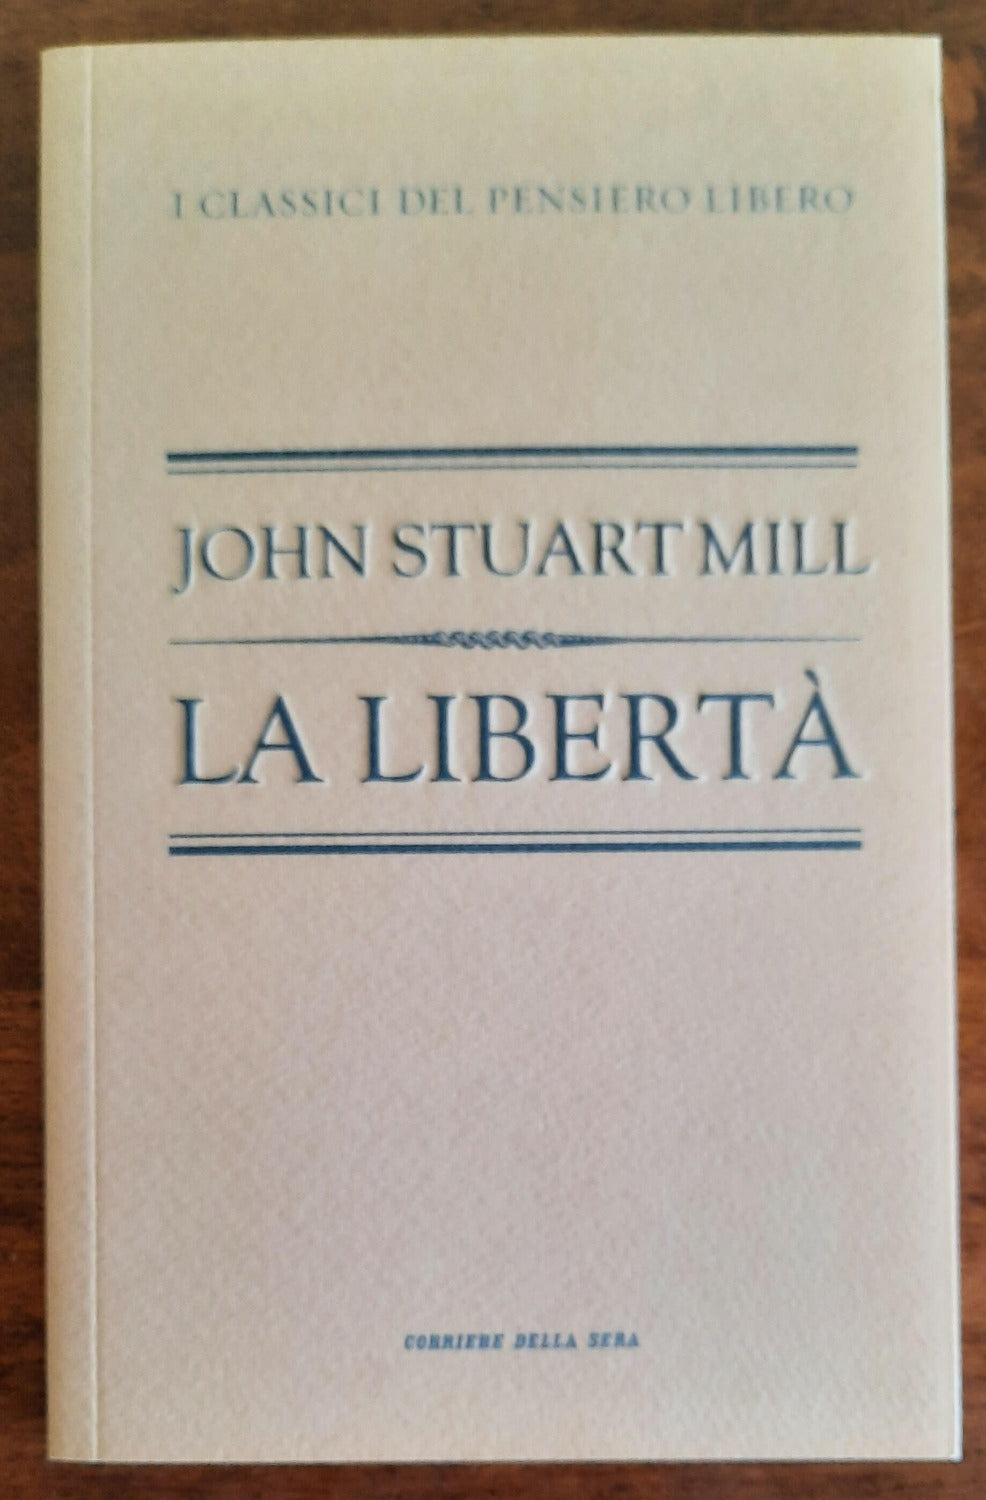 I CLASSICI DEL PENSIERO LIBERO
JOHN STUART MILL
LA LIBERTÀ
CORRIERE DELLA SERA